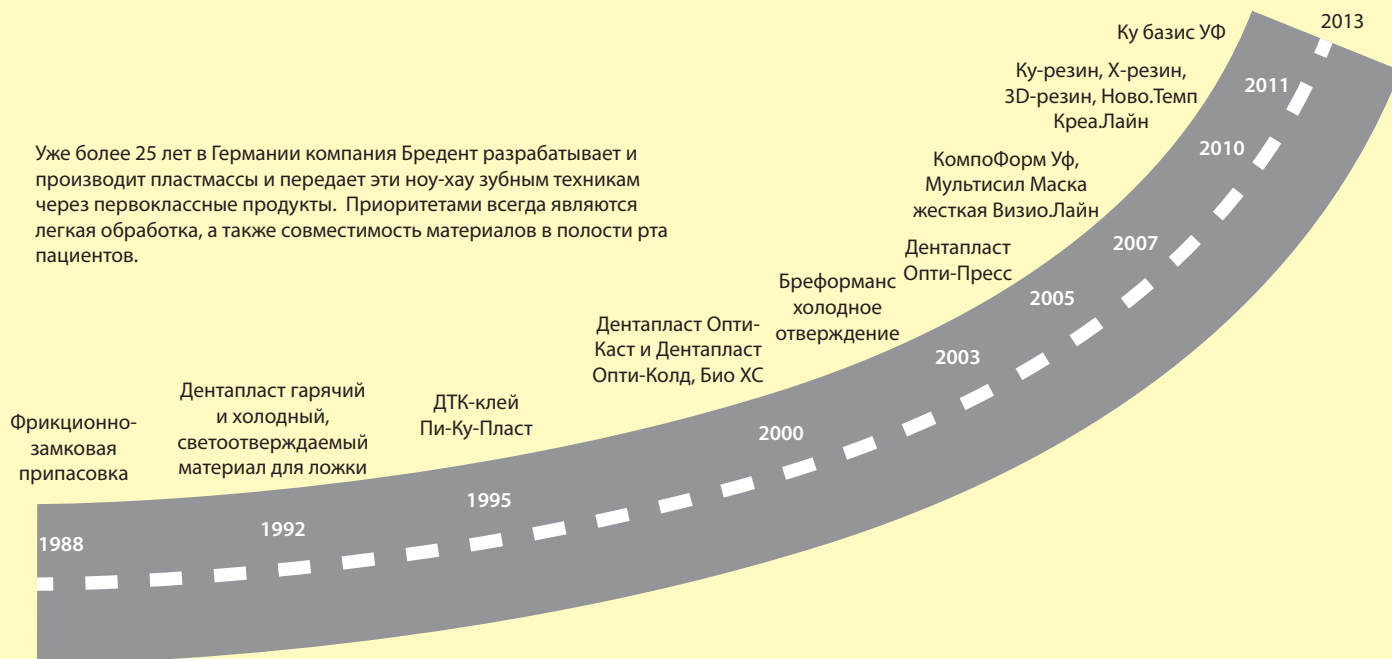 Уже более 25 лет в Германии компания Бредент разрабатывает и
производит пластмассы и передает эти ноу-хау зубным техникам
через первоклассные продукты. Приоритетами всегда являются
легкая обработка, а также совместимость материалов в полости рта
пациентов.
Фрикционно-
замковая
припасовка
1988
Дентапласт гарячий
и холодный,
светоотверждаемый
материал для ложки
1992
ДТК-клей
Пи-Ку-Пласт
1995
Дентапласт Опти-
Каст и Дентапласт
Опти-Колд, Био ХС
2000
Бреформанс
холодное
отверждение
2003
Дентапласт
Опти-Пресс
2005
КомпоФорм Уф,
Мультисил Маска
жесткая Визио.Лайн
2007
Ку-резин, Х-резин,
3D-резин, Ново.Темп
Креа.Лайн
2010
Ку базис УФ
2011
2013